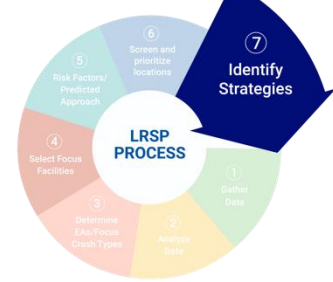 LRSP
PROCESS
①
Gather
Data
②
Analyze
Data
③
Determine
EAs/Focus
Crash Types
④
Select Focus
Facilities
⑤
Risk Factors/
Predicted
Approach
⑥
Screen and
prioritize
locations
⑦
Identify
Strategies